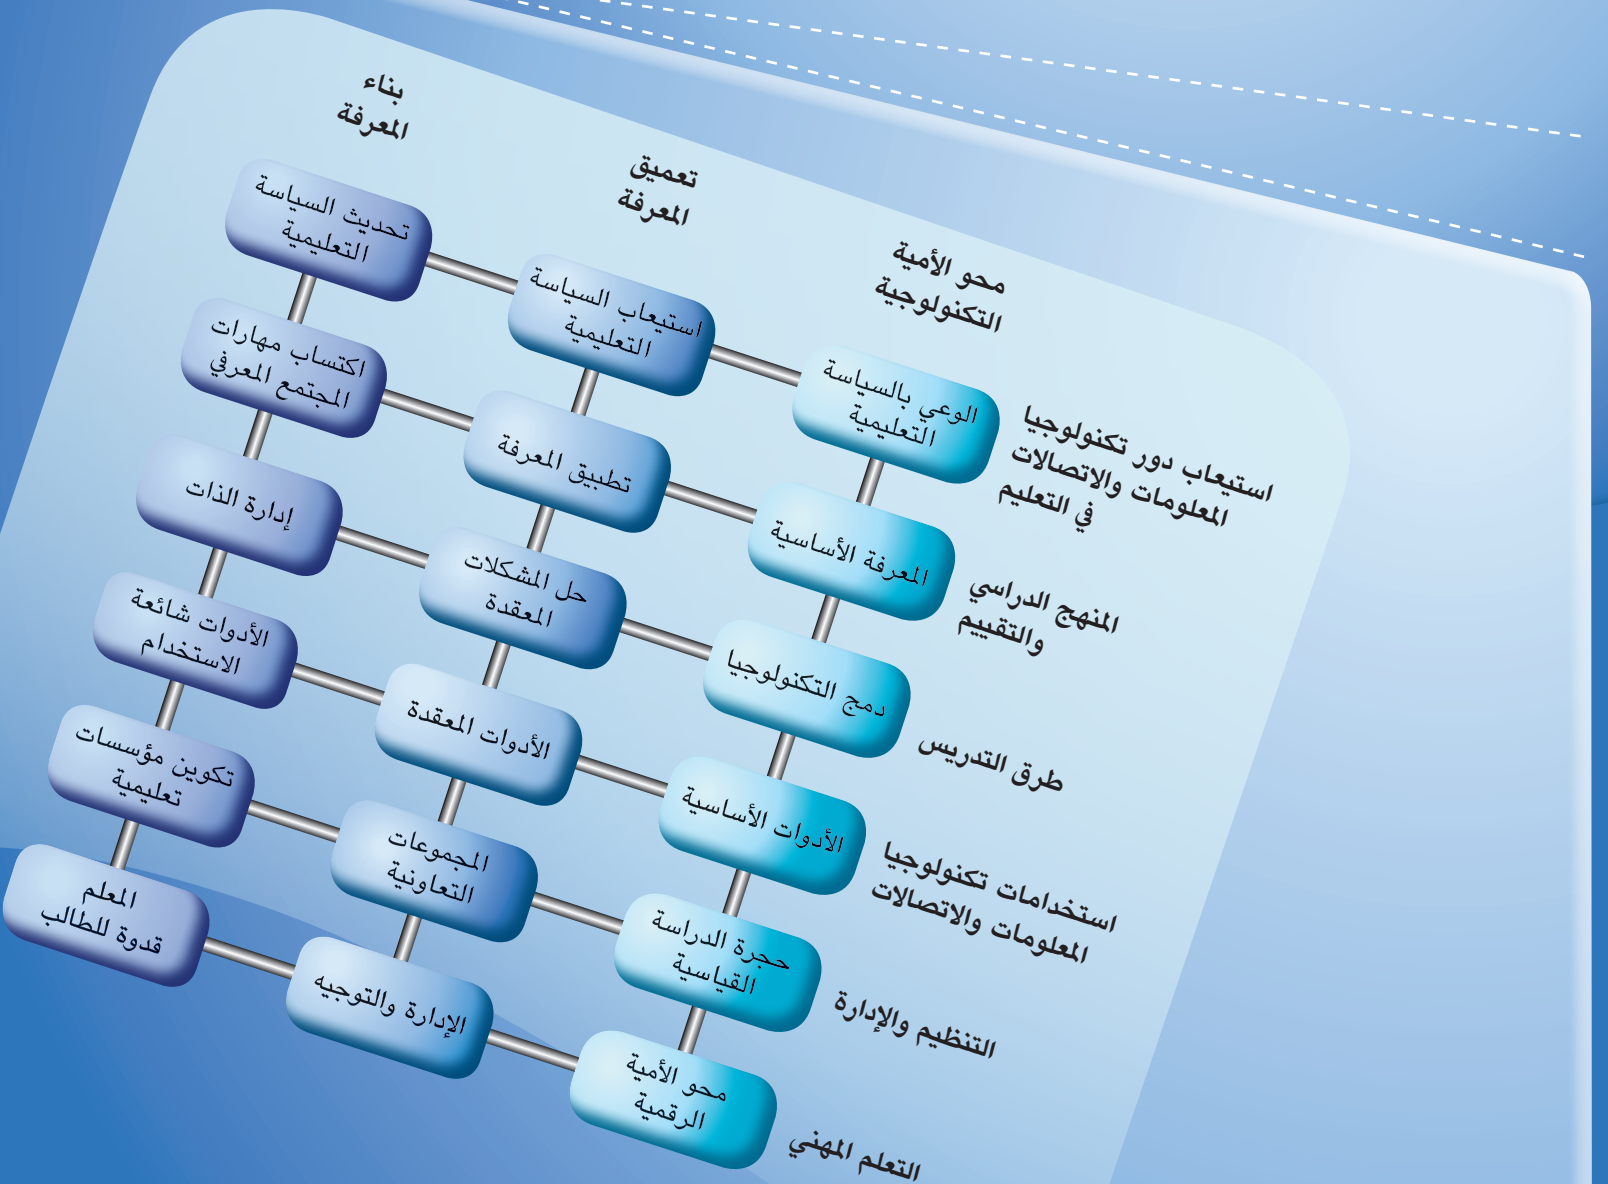 محو الأمية
التكنولوجية
تعميق
المعرفة
بناء
المعرفة
استيعاب دور تكنولوجيا
المعلومات والاتصالات
في التعليم
الوعي بالسياسة
التعليمية
استيعاب السياسة
التعليمية
تحديث السياسة
التعليمية
المنهج الدراسي
والتقييم
المعرفة الأساسية
تطبيق المعرفة
اكتساب مهارات
المجتمع المعرفي
طرق التدريس
دمج التكنولوجيا
حل المشكلات
المعقدة
إدارة الذات
استخدامات تكنولوجيا
المعلومات والاتصالات
الأدوات الأساسية
الأدوات المعقدة
الأدوات شائعة
الاستخدام
التنظيم والإدارة
حجرة الدراسة
القياسية
المجموعات
التعاونية
تكوين مؤسسات
تعليمية
التعلم المهني
محو الأمية
الرقمية
الإدارة والتوجيه
المعلم
قدوة للطالب